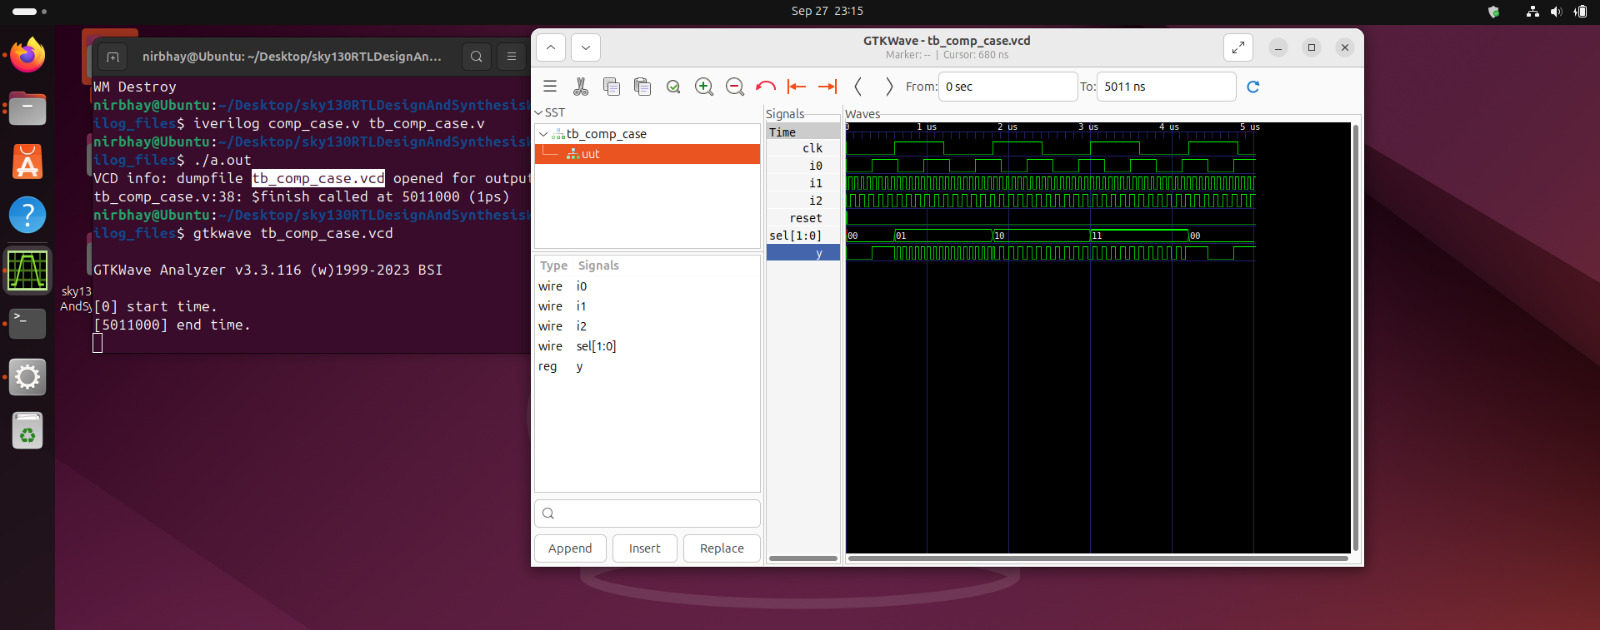 Sep 27 23:15
nirbhay@Ubuntu: ~/Desktop/sky130RTLDesignAn...
WM Destroy
nirbhay@Ubuntu:~/Desktop/sky130RTLDesignAndSynthesis
ilog_files$ iverilog comp_case.v tb_comp_case.v
nirbhay@Ubuntu:~/Desktop/sky130RTLDesignAndSynthesis
ilog_files$ ./a.out
VCD info: dumpfile tb_comp_case.vcd opened for output
tb_comp_case.v:38: $finish called at 5011000 (1ps)
nirbhay@Ubuntu:~/Desktop/sky130RTLDesignAndSynthesis
ilog_files$ gtkwave tb_comp_case.vcd
GTKWave Analyzer v3.3.116 (w)1999-2023 BSI
[0] start time.
[5011000] end time.
sky13
AndSy
GTKWave - tb_comp_case.vcd
Marker: -- | Cursor: 680 ns
From: 0 sec To: 5011 ns
SST
tb_comp_case
uut
Type Signals
wire i0
wire i1
wire i2
wire sel[1:0]
reg y
Append Insert Replace
Signals
Time
clk
i0
i1
i2
reset
sel[1:0]
y
Waves
0 1 us 2 us 3 us 4 us 5 us
00 01 10 11 00